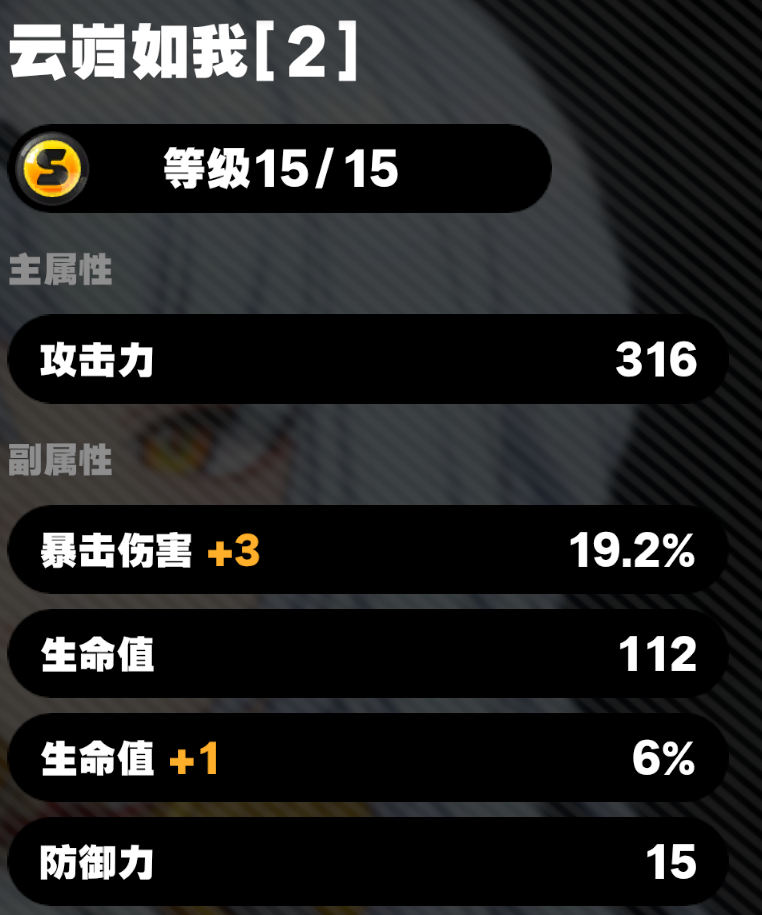 云岿如我[2]
S 等级15/15
主属性
攻击力 316
副属性
暴击伤害 +3 19.2%
生命值 112
生命值 +1 6%
防御力 15